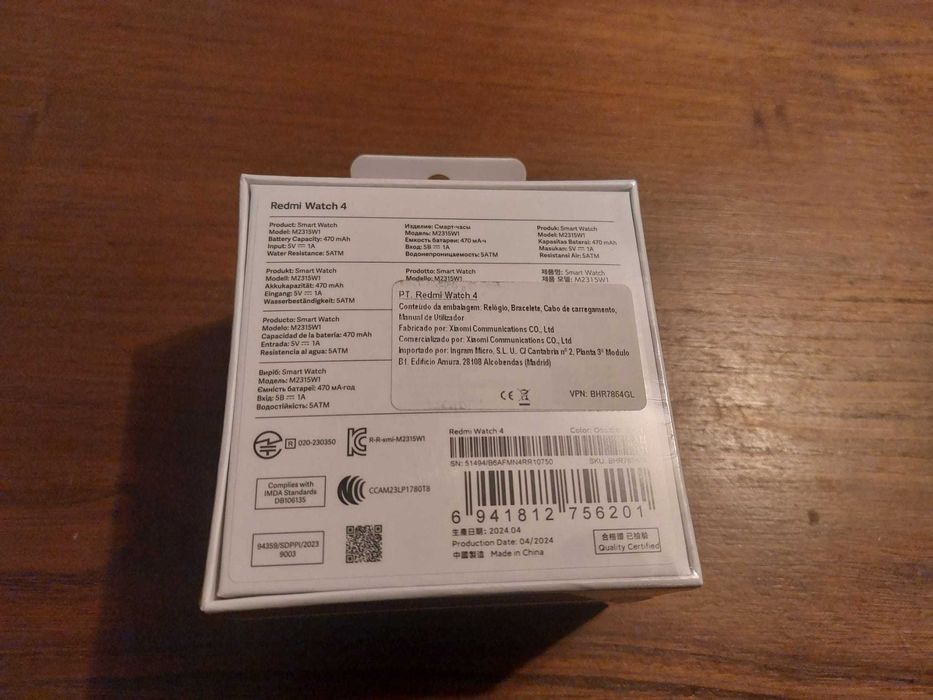 Redmi Watch 4
Product: Smart Watch
Model: M2315W1
Battery Capacity: 470 mAh
Input: 5V ⎓ 1A
Water Resistance: 5ATM
Изделие: Смарт-часы
Модель: M2315W1
Емкость батареи: 470 мА·ч
Вход: 5В ⎓ 1А
Водонепроницаемость: 5ATM
Produk: Smart Watch
Model: M2315W1
Kapasitas Baterai: 470 mAh
Masukan: 5V ⎓ 1A
Resistansi Air: 5ATM
Produkt: Smart Watch
Modell: M2315W1
Akkukapazität: 470 mAh
Eingang: 5V ⎓ 1A
Wasserbeständigkeit: 5ATM
Prodotto: Smart Watch
Modello: M2315W1
제품명: Smart Watch
제품 모델: M2315W1
Producto: Smart Watch
Modelo: M2315W1
Capacidad de la batería: 470 mAh
Entrada: 5V ⎓ 1A
Resistencia al agua: 5ATM
Виріб: Smart Watch
Модель: M2315W1
Ємність батареї: 470 мА·год
Вхід: 5В ⎓ 1А
Водостійкість: 5ATM
PT. Redmi Watch 4
Conteúdo da embalagem: Relógio, Bracelete, Cabo de carregamento,
Manual de Utilizador
Fabricado por: Xiaomi Communications CO., Ltd
Comercializado por: Xiaomi Communications CO., Ltd
Importado por: Ingram Micro, S.L. U., C/ Cantabria nº 2, Planta 3ª Modulo
B1. Edificio Amura. 28108 Alcobendas (Madrid)
CE VPN: BHR7854GL
R 020-230350
R-R-xmi-M2315W1
Complies with
IMDA Standards
DB106135
CCAM23LP1780T8
94359/SDPPI/2023
9003
Redmi Watch 4
Color:
SN: 51494/B6AFMN4RR10750
SKU:
6 941812 756201
生產日期: 2024.04
Production Date: 04/2024
中國製造 Made in China
合格證 已檢驗
Quality Certified